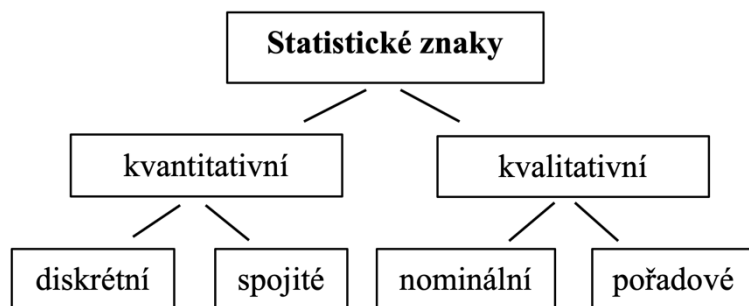 Statistické znaky
kvantitativní
kvalitativní
diskrétní
spojité
nominální
pořadové